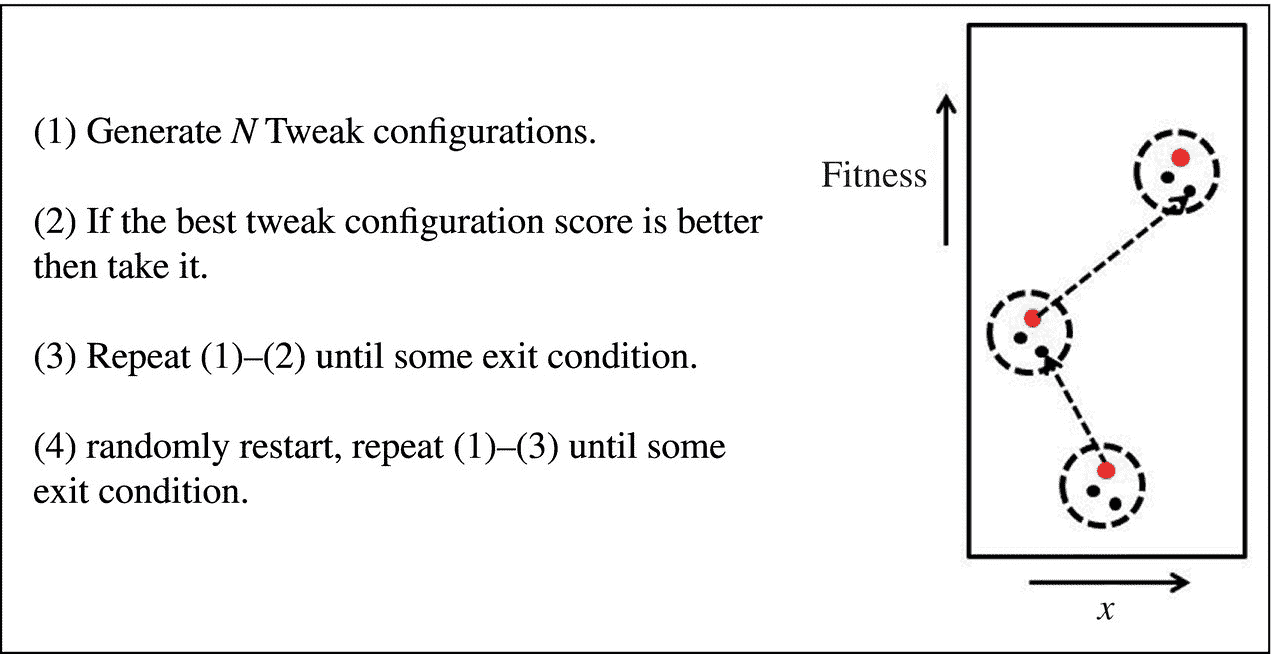 (1) Generate N Tweak configurations.
(2) If the best tweak configuration score is better
then take it.
(3) Repeat (1)–(2) until some exit condition.
(4) randomly restart, repeat (1)–(3) until some
exit condition.
Fitness
x